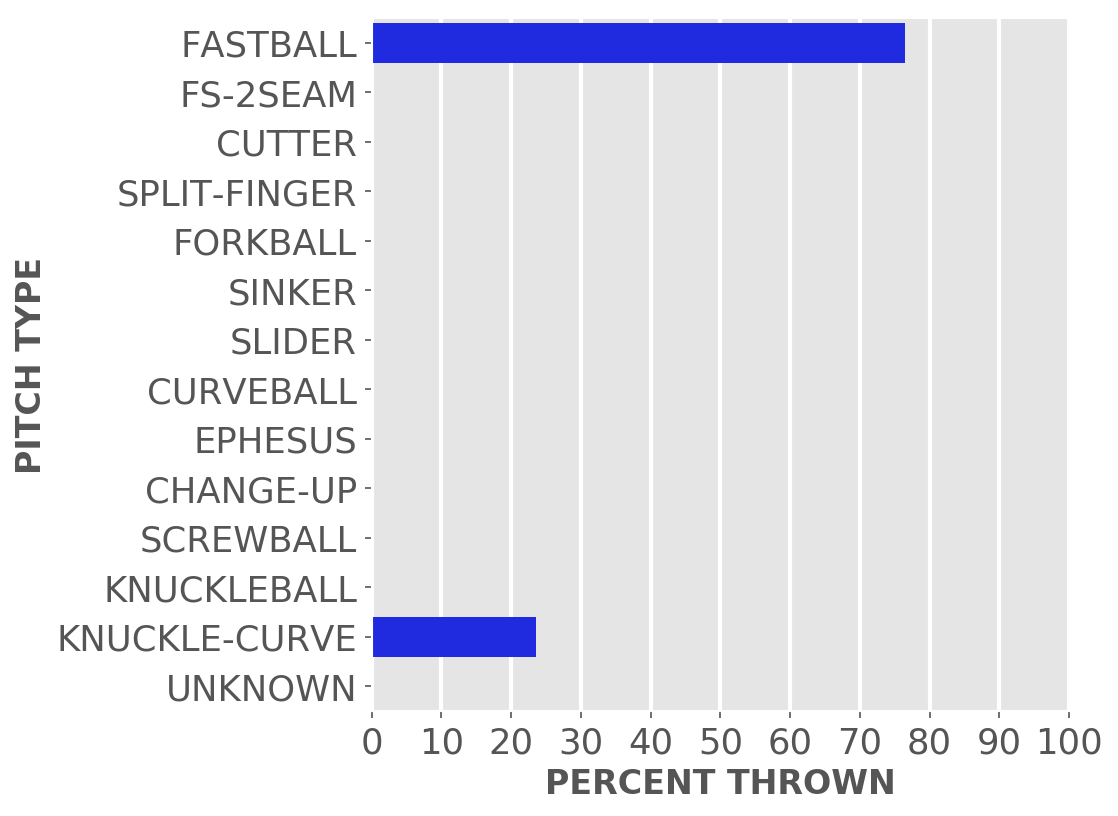 PITCH TYPE
FASTBALL
FS-2SEAM
CUTTER
SPLIT-FINGER
FORKBALL
SINKER
SLIDER
CURVEBALL
EPHESUS
CHANGE-UP
SCREWBALL
KNUCKLEBALL
KNUCKLE-CURVE
UNKNOWN
0 10 20 30 40 50 60 70 80 90 100
PERCENT THROWN